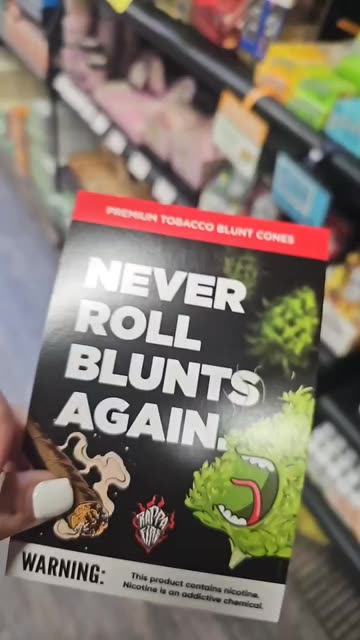 PREMIUM TOBACCO BLUNT CONES
NEVER
ROLL
BLUNTS
AGAIN.
WARNING:
This product contains nicotine.
Nicotine is an addictive chemical.